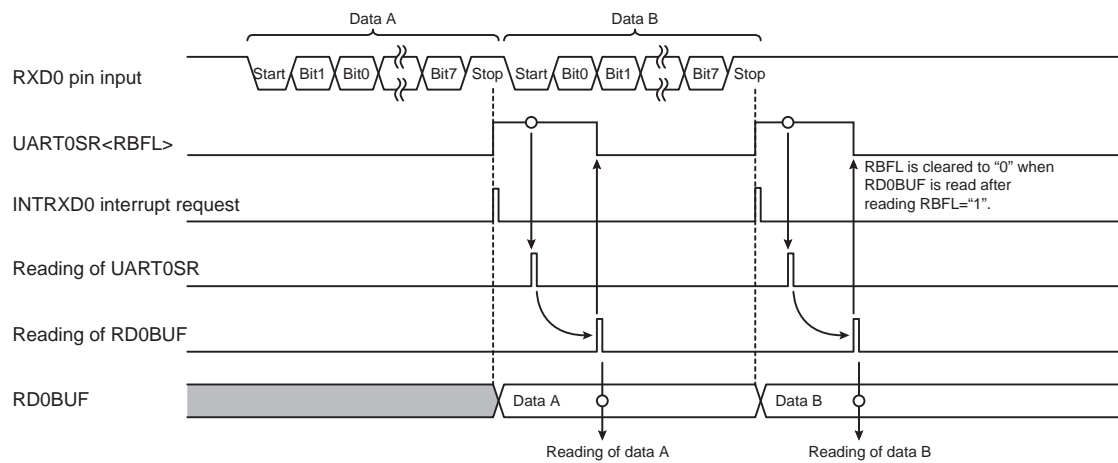 Data A Data B
RXD0 pin input Start Bit1 Bit0 Bit7 Stop Start Bit0 Bit1 Bit7 Stop
UART0SR<RBFL>
RBFL is cleared to “0” when
RD0BUF is read after
reading RBFL=“1”.
INTRXD0 interrupt request
Reading of UART0SR
Reading of RD0BUF
RD0BUF Data A Data B
Reading of data A Reading of data B